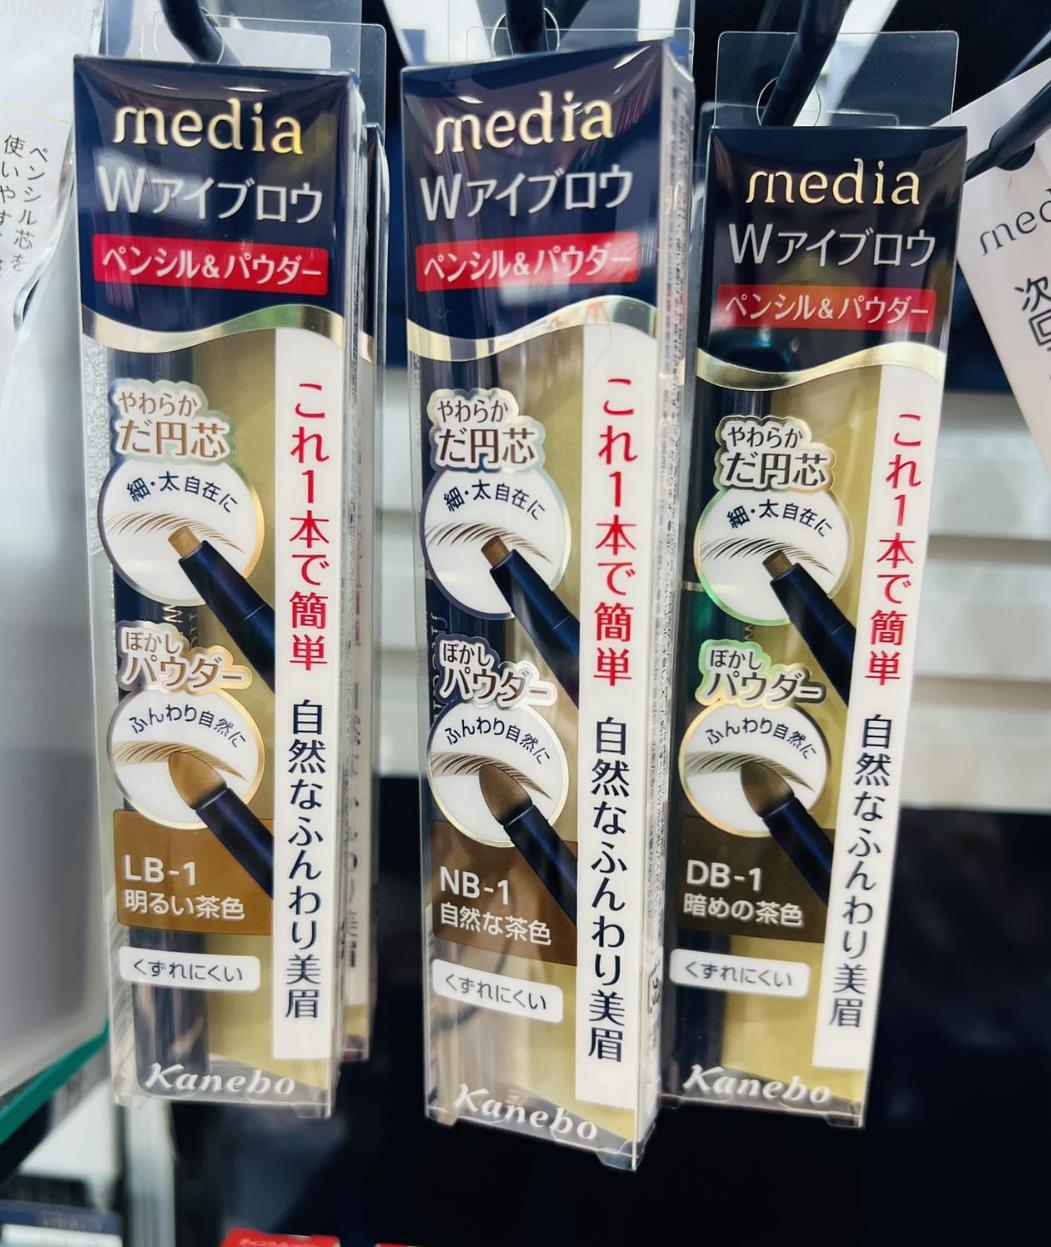 media
Wアイブロウ
ペンシル&パウダー
やわらか
だ円芯
細・太自在に
ぼかし
パウダー
ふんわり自然に
LB-1
明るい茶色
くずれにくい
これ1本で簡単 自然なふんわり美眉
Kanebo
media
Wアイブロウ
ペンシル&パウダー
やわらか
だ円芯
細・太自在に
ぼかし
パウダー
ふんわり自然に
NB-1
自然な茶色
くずれにくい
これ1本で簡単 自然なふんわり美眉
Kanebo
media
Wアイブロウ
ペンシル&パウダー
やわらか
だ円芯
細・太自在に
ぼかし
パウダー
ふんわり自然に
DB-1
暗めの茶色
くずれにくい
これ1本で簡単 自然なふんわり美眉
Kanebo
med
次